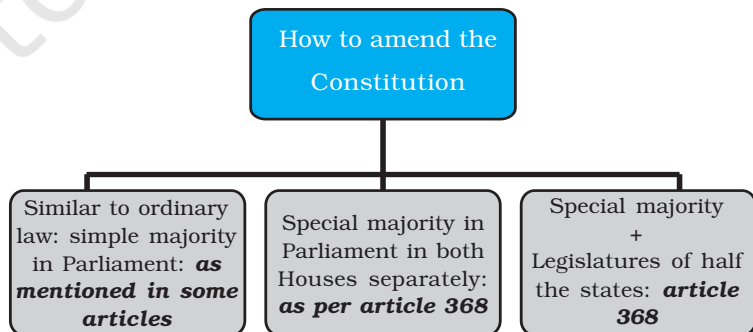 How to amend the
Constitution
Similar to ordinary
law: simple majority
in Parliament: as
mentioned in some
articles
Special majority in
Parliament in both
Houses separately:
as per article 368
Special majority
+
Legislatures of half
the states: article
368